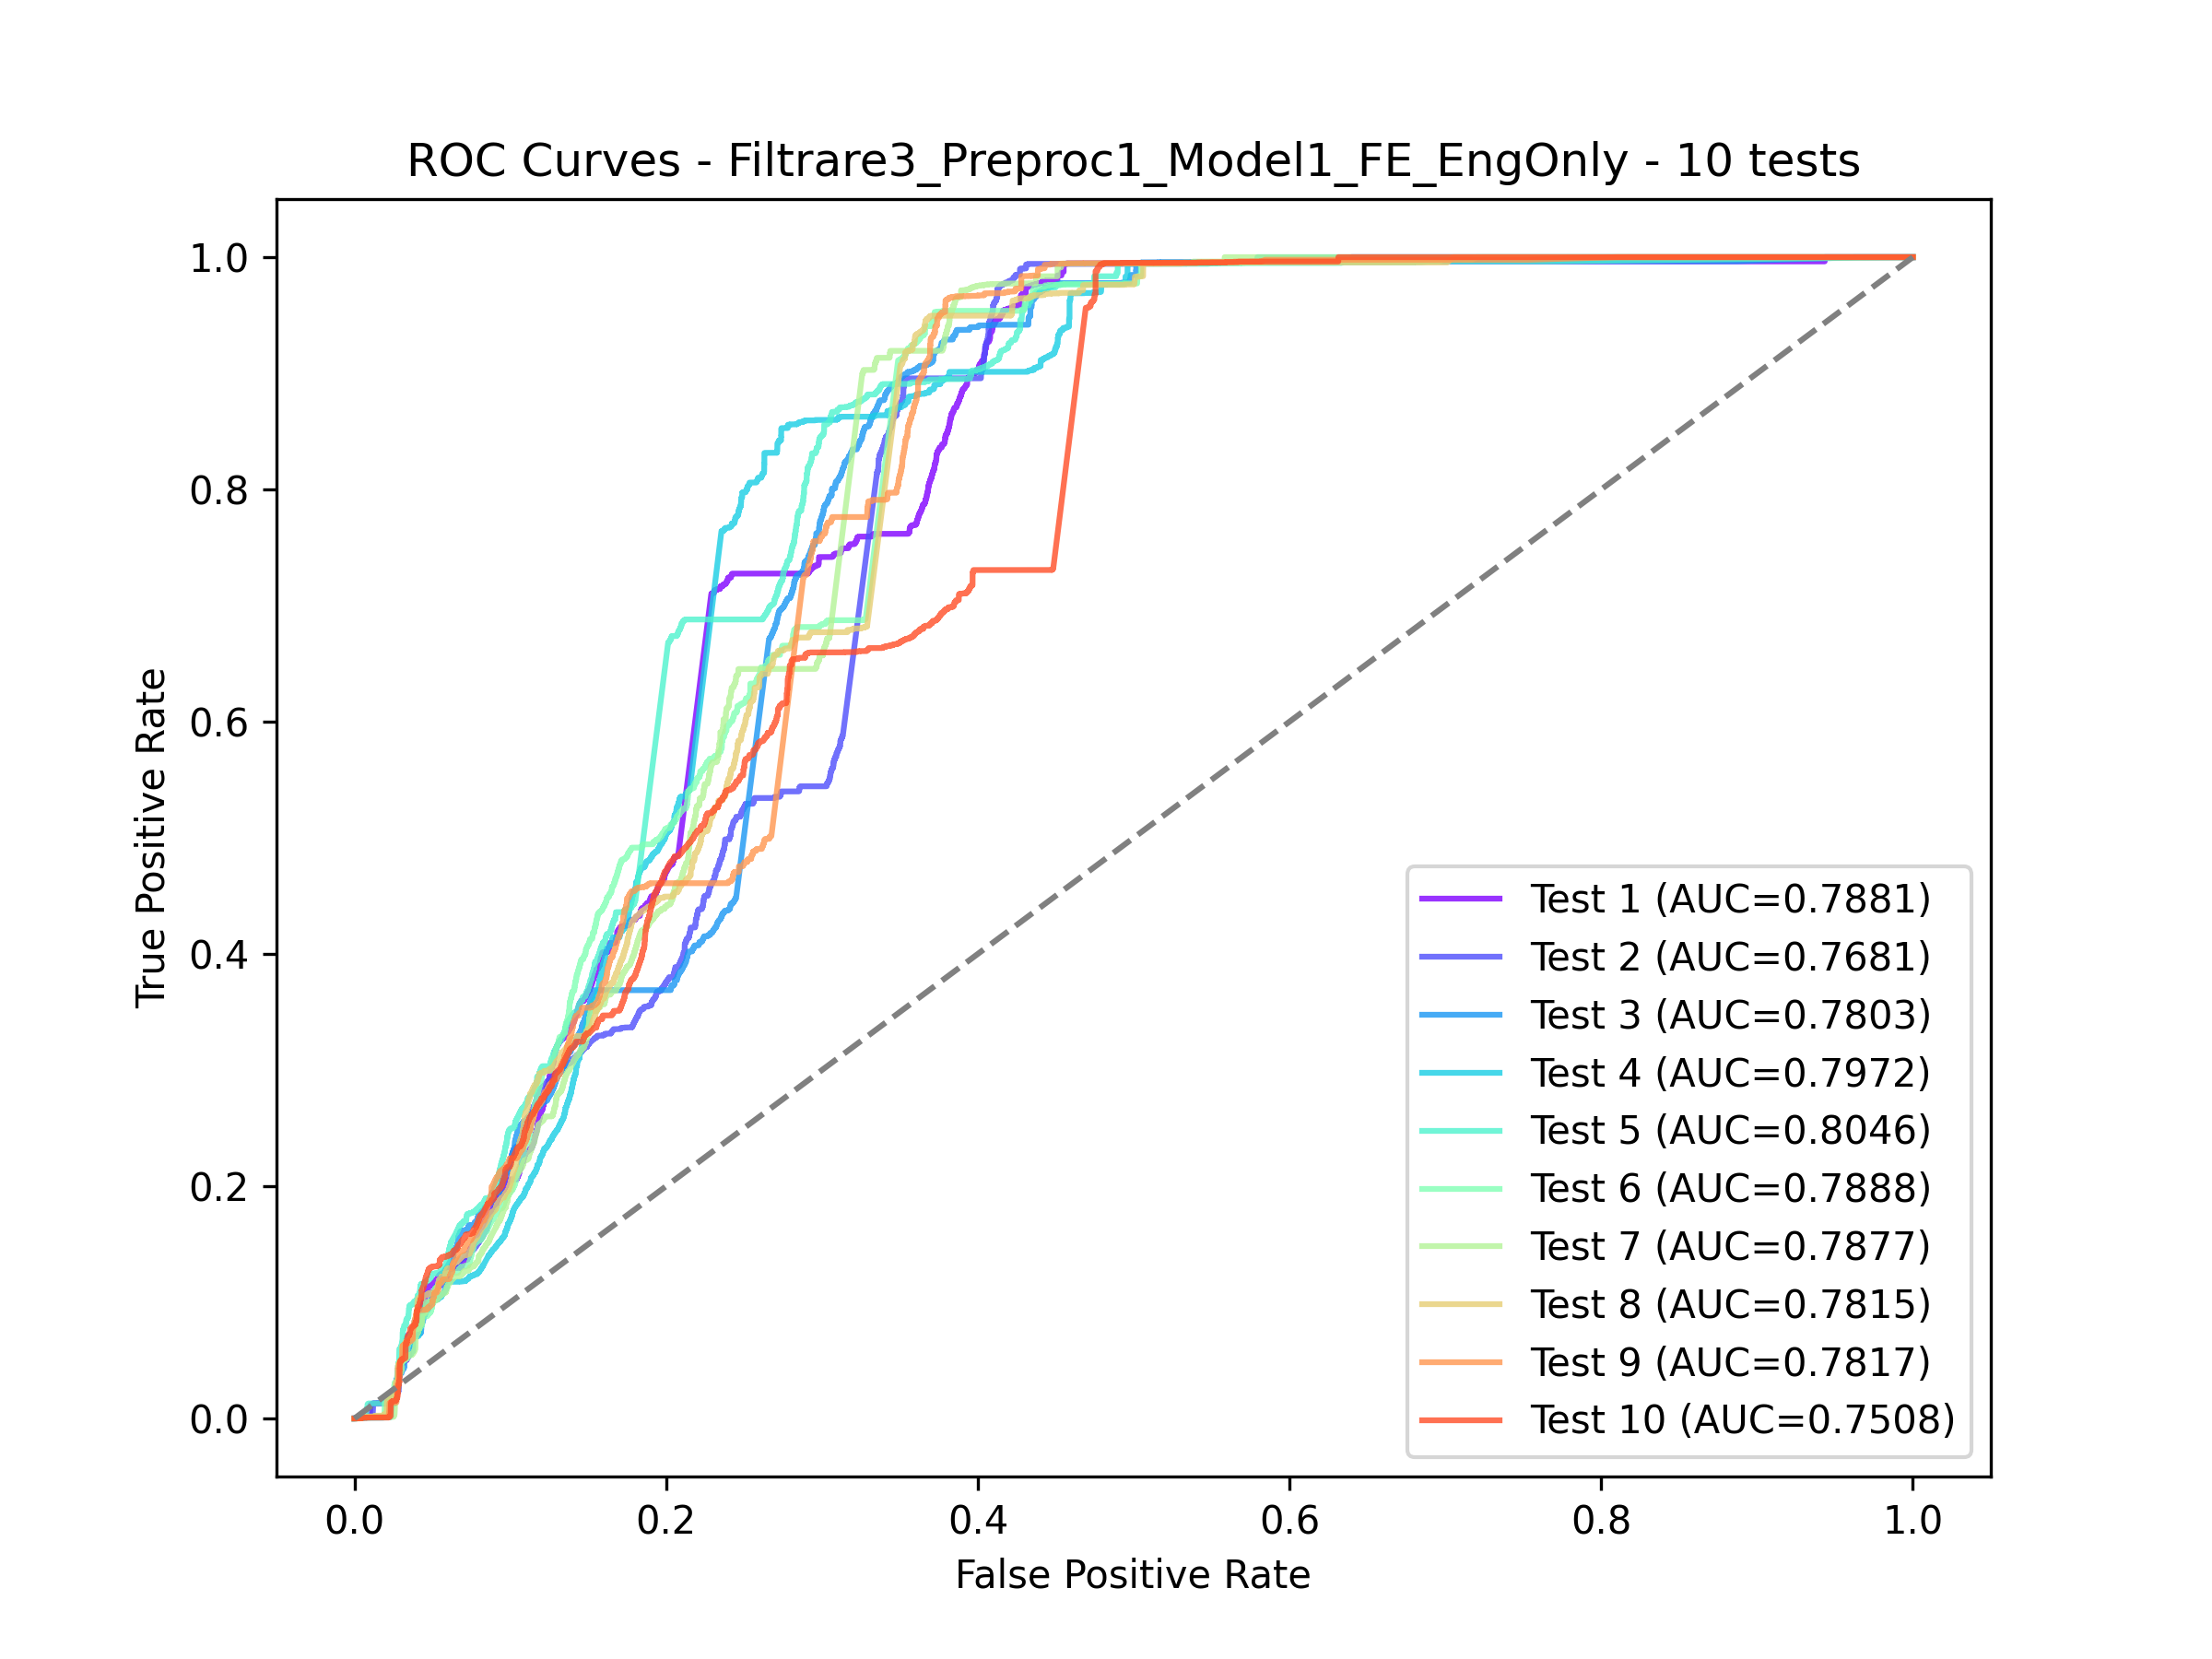 ROC Curves - Filtrare3_Preproc1_Model1_FE_EngOnly - 10 tests
True Positive Rate
1.0
0.8
0.6
0.4
0.2
0.0
Test 1 (AUC=0.7881)
Test 2 (AUC=0.7681)
Test 3 (AUC=0.7803)
Test 4 (AUC=0.7972)
Test 5 (AUC=0.8046)
Test 6 (AUC=0.7888)
Test 7 (AUC=0.7877)
Test 8 (AUC=0.7815)
Test 9 (AUC=0.7817)
Test 10 (AUC=0.7508)
0.0 0.2 0.4 0.6 0.8 1.0
False Positive Rate